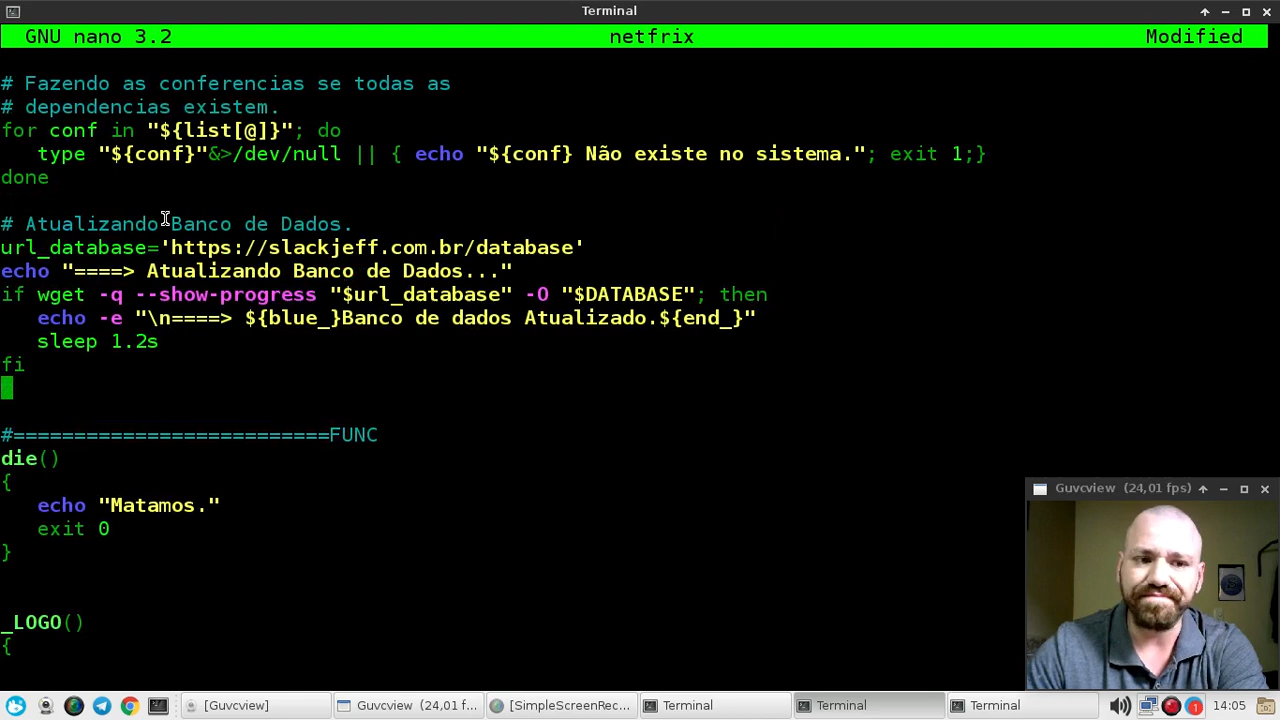 Terminal
GNU nano 3.2 netfrix Modified
# Fazendo as conferencias se todas as
# dependencias existem.
for conf in "${list[@]}"; do
type "${conf}"&>/dev/null || { echo "${conf} Não existe no sistema."; exit 1;}
done
# Atualizando Banco de Dados.
url_database='https://slackjeff.com.br/database'
echo "====> Atualizando Banco de Dados..."
if wget -q --show-progress "$url_database" -O "$DATABASE"; then
echo -e "\n====> ${blue_}Banco de dados Atualizado.${end_}"
sleep 1.2s
fi
#==========================FUNC
die()
{
echo "Matamos."
exit 0
}
_LOGO()
{
Guvcview (24,01 fps)
[Guvcview] Guvcview (24,01 f... [SimpleScreenRec... Terminal Terminal Terminal 1 14:05